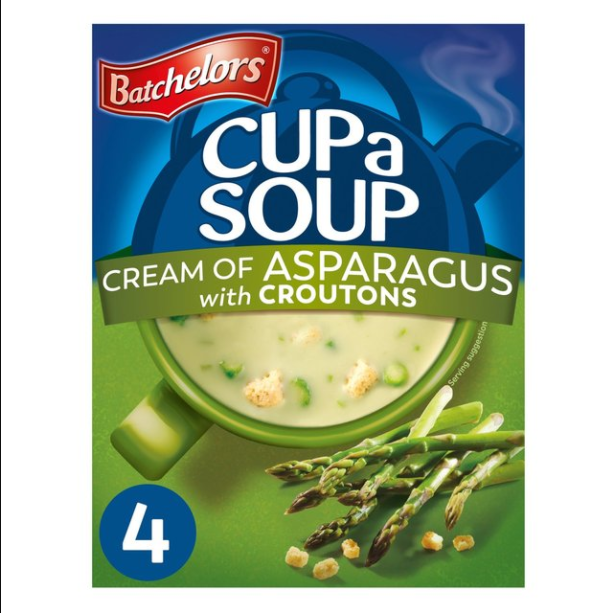 Batchelors®
CUPa
SOUP
CREAM OF ASPARAGUS
with CROUTONS
Serving suggestion
4